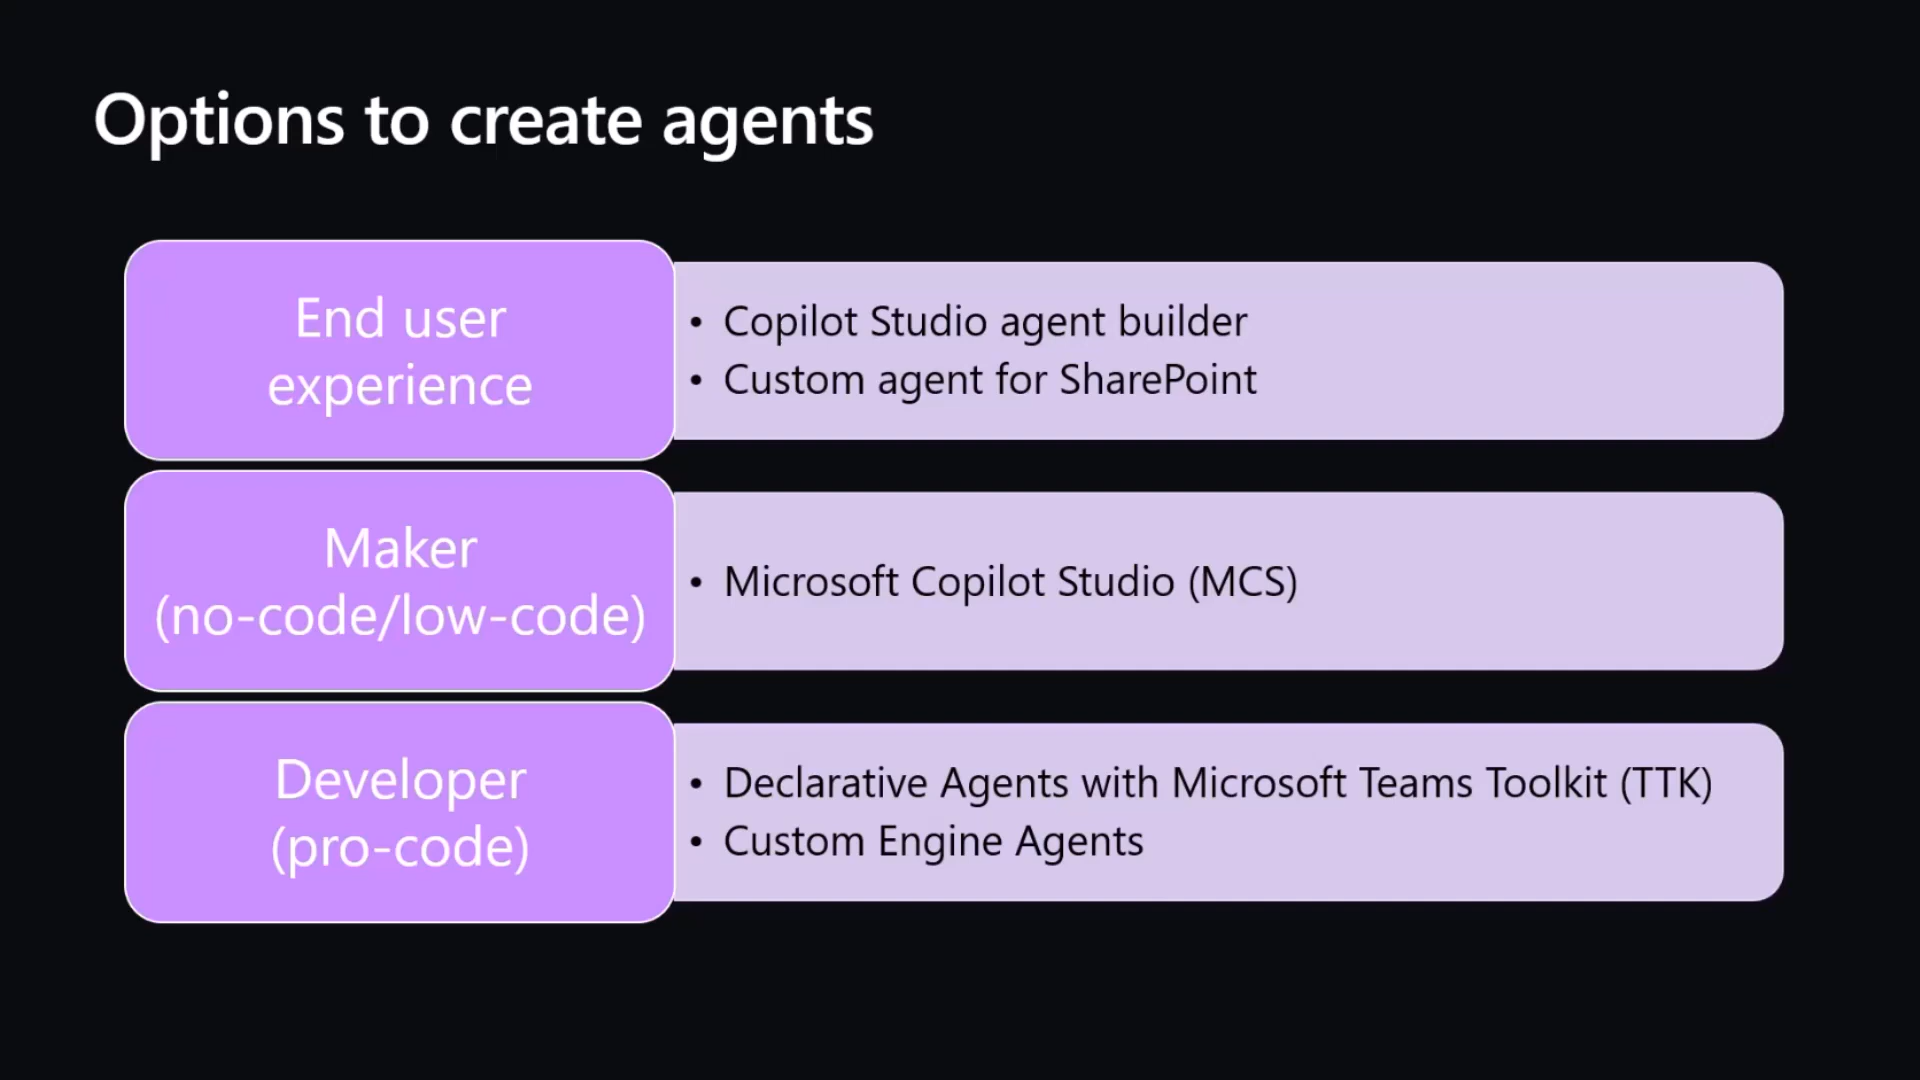 Options to create agents
End user
experience
• Copilot Studio agent builder
• Custom agent for SharePoint
Maker
(no-code/low-code)
• Microsoft Copilot Studio (MCS)
Developer
(pro-code)
• Declarative Agents with Microsoft Teams Toolkit (TTK)
• Custom Engine Agents